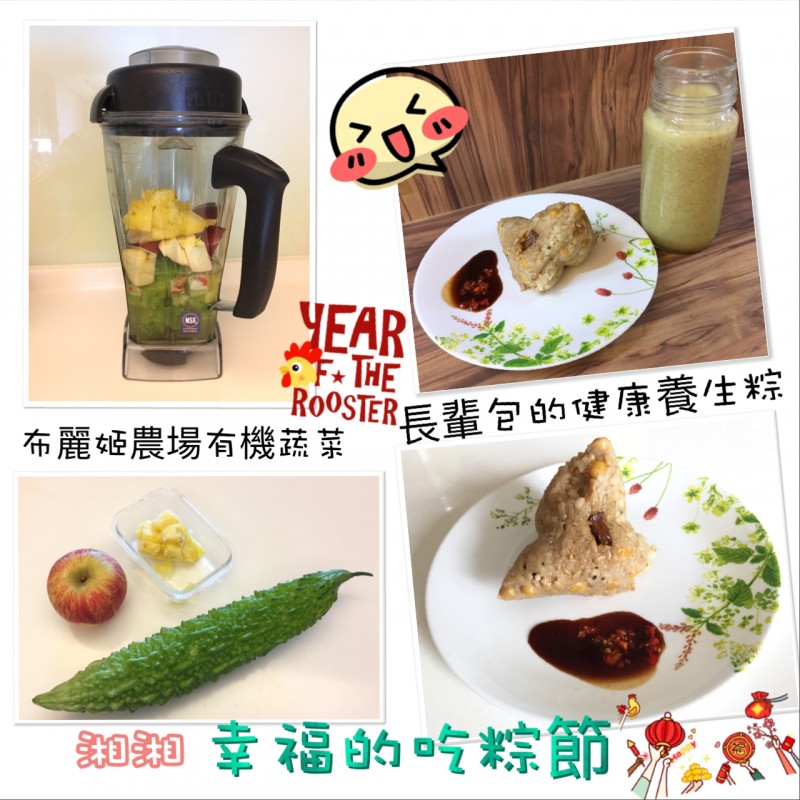 NSF
YEAR
OF ★ THE
ROOSTER
長輩包的健康養生粽
布麗姬農場有機蔬菜
湘湘 幸福的吃粽節